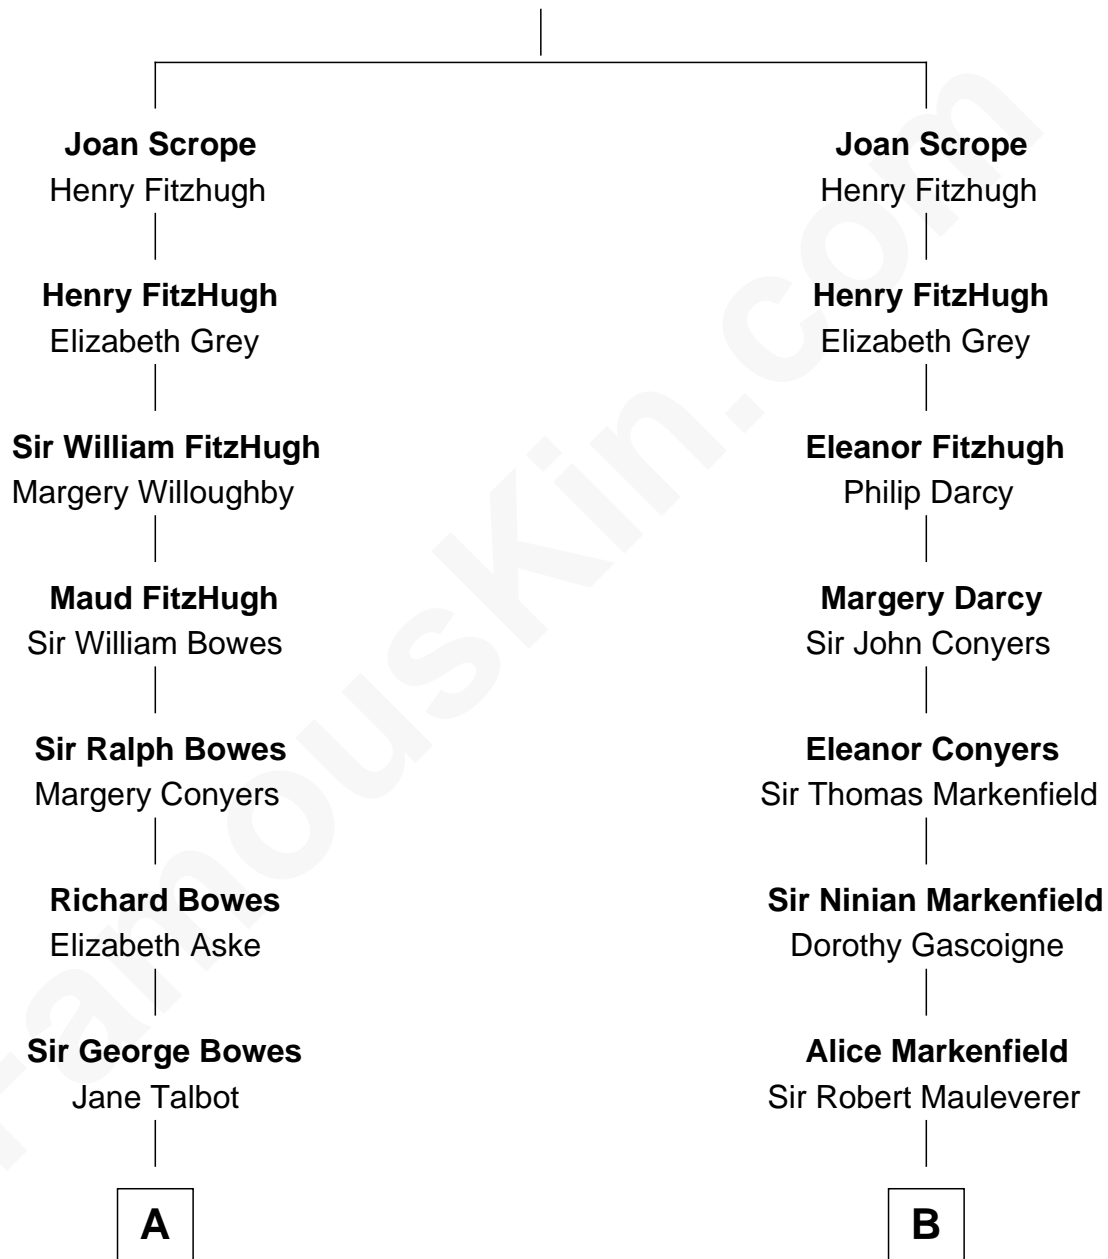 Joan Scrope
Henry Fitzhugh
Joan Scrope
Henry Fitzhugh
Henry FitzHugh
Elizabeth Grey
Henry FitzHugh
Elizabeth Grey
Sir William FitzHugh
Margery Willoughby
Eleanor Fitzhugh
Philip Darcy
Maud FitzHugh
Sir William Bowes
Margery Darcy
Sir John Conyers
Sir Ralph Bowes
Margery Conyers
Eleanor Conyers
Sir Thomas Markenfield
Richard Bowes
Elizabeth Aske
Sir Ninian Markenfield
Dorothy Gascoigne
Sir George Bowes
Jane Talbot
Alice Markenfield
Sir Robert Mauleverer
A
B
FamousKin.com